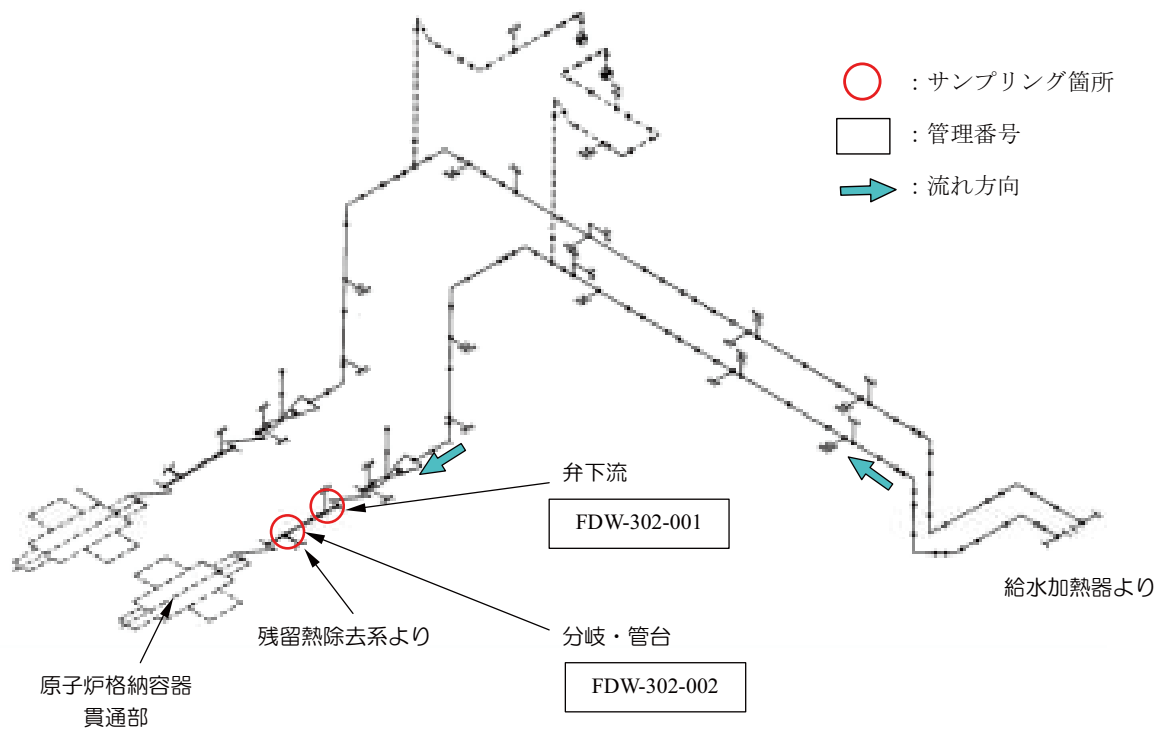 ：サンプリング箇所
：管理番号
：流れ方向
弁下流
FDW-302-001
給水加熱器より
残留熱除去系より
分岐・管台
FDW-302-002
原子炉格納容器
貫通部